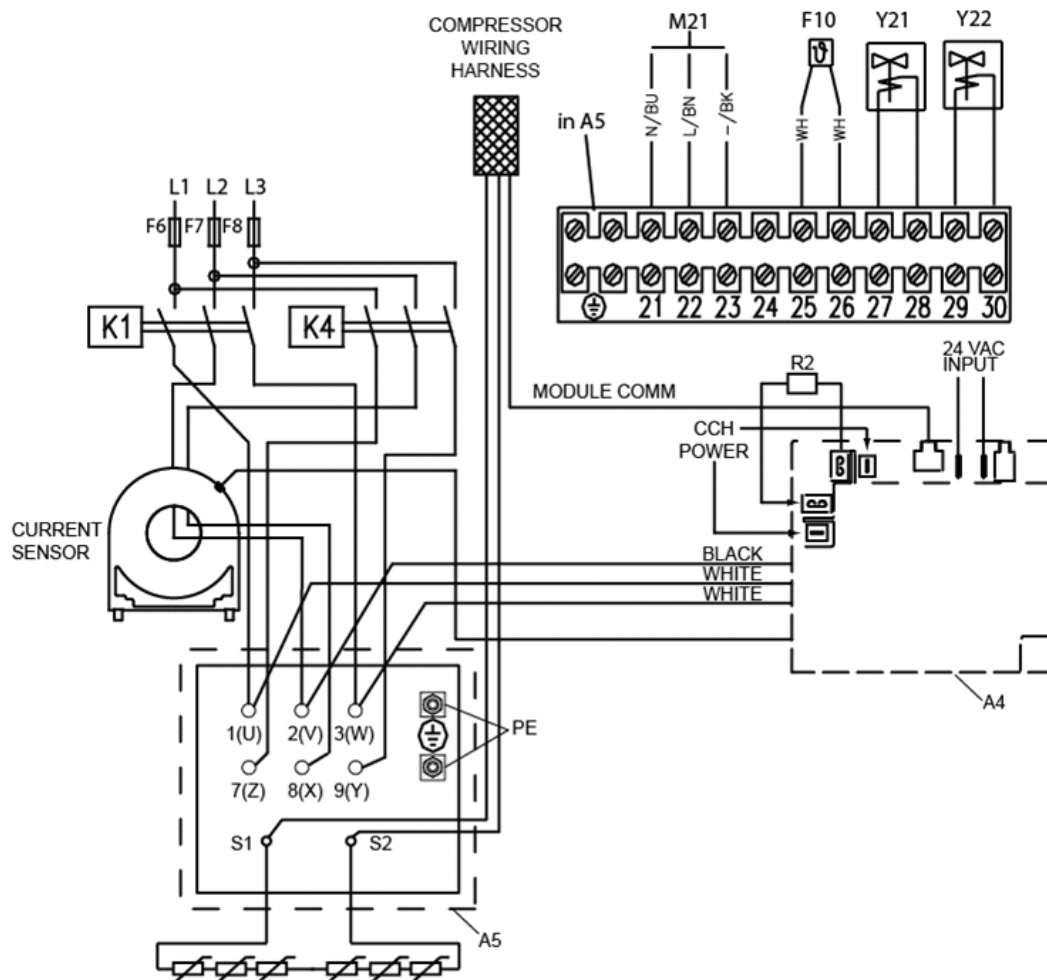 COMPRESSOR
WIRING
HARNESS
M21
F10
Y21
Y22
in A5
N/BU
L/BN
–/BK
ϑ
WH
WH
L1 L2 L3
F6 F7 F8
21 22 23 24 25 26 27 28 29 30
K1
K4
24 VAC
INPUT
R2
MODULE COMM
CCH
POWER
CURRENT
SENSOR
BLACK
WHITE
WHITE
A4
1(U) 2(V) 3(W)
PE
7(Z) 8(X) 9(Y)
S1
S2
A5